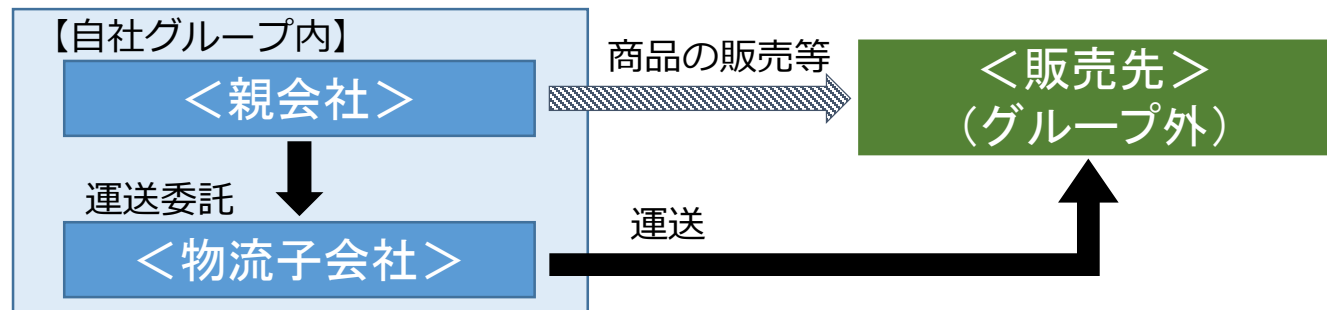 【自社グループ内】
＜親会社＞
商品の販売等
＜販売先＞
（グループ外）
運送委託
＜物流子会社＞
運送